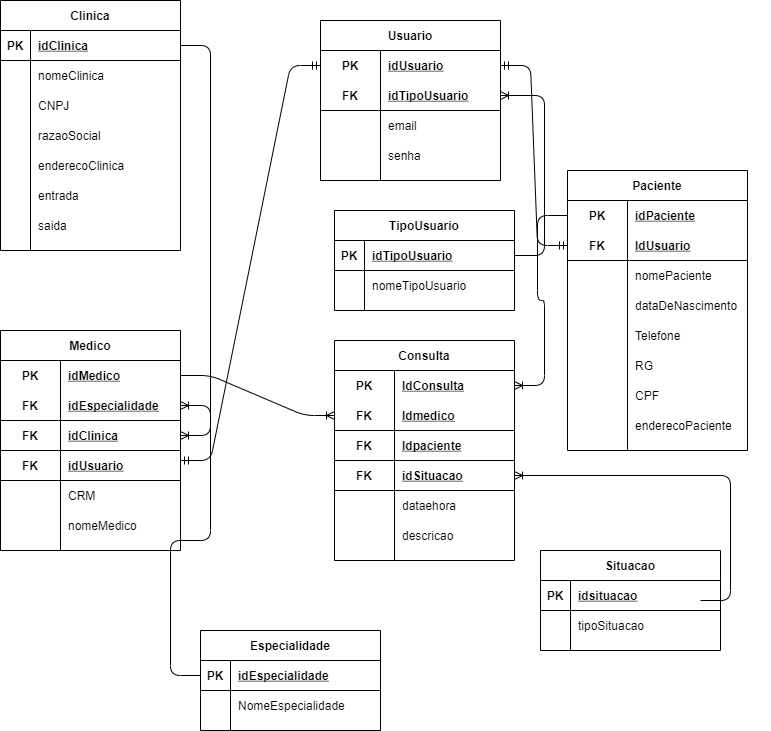 Clinica
PK idClinica
nomeClinica
CNPJ
razaoSocial
enderecoClinica
entrada
saida
Usuario
PK idUsuario
FK idTipoUsuario
email
senha
Paciente
PK idPaciente
FK IdUsuario
nomePaciente
dataDeNascimento
Telefone
RG
CPF
enderecoPaciente
TipoUsuario
PK idTipoUsuario
nomeTipoUsuario
Medico
PK idMedico
FK idEspecialidade
FK idClinica
FK idUsuario
CRM
nomeMedico
Consulta
PK IdConsulta
FK Idmedico
FK Idpaciente
FK idSituacao
dataehora
descricao
Situacao
PK idsituacao
tipoSituacao
Especialidade
PK idEspecialidade
NomeEspecialidade